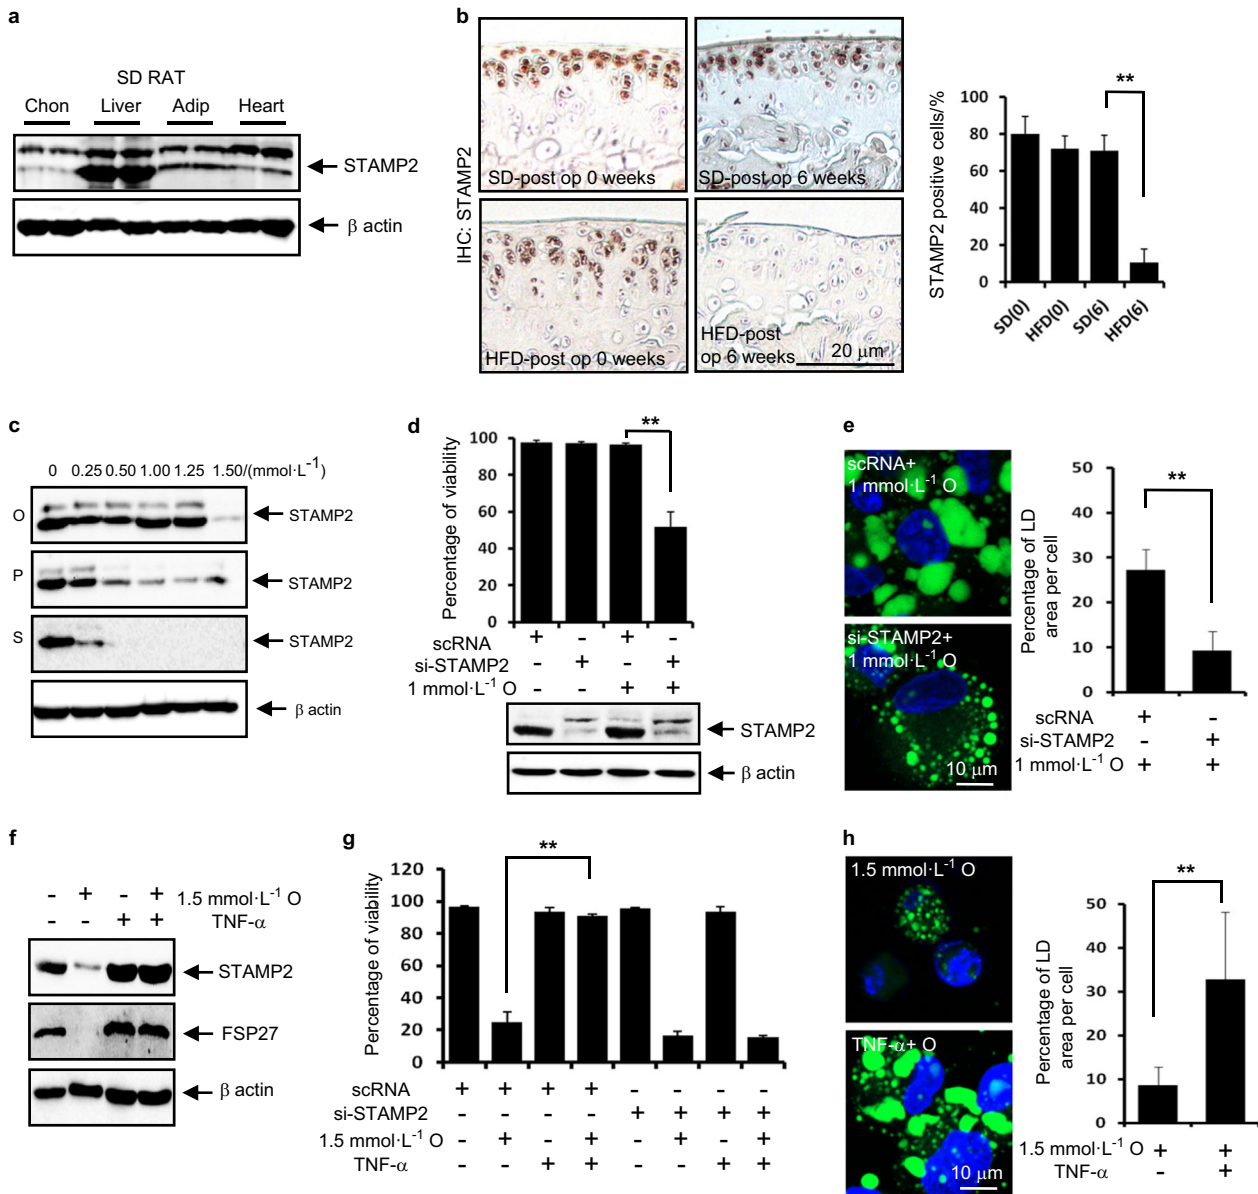 a
SD RAT
Chon Liver Adip Heart
STAMP2
β actin
b
IHC: STAMP2
SD-post op 0 weeks
SD-post op 6 weeks
HFD-post op 0 weeks
HFD-post
op 6 weeks
20 μm
STAMP2 positive cells/%
100
80
60
40
20
0
SD(0) HFD(0) SD(6) HFD(6)
**
c
0 0.25 0.50 1.00 1.25 1.50/(mmol·L⁻¹)
O STAMP2
P STAMP2
S STAMP2
β actin
d
Percentage of viability
100
80
60
40
20
0
**
scRNA + - + -
si-STAMP2 - + - +
1 mmol·L⁻¹ O - - + +
STAMP2
β actin
e
scRNA+
1 mmol·L⁻¹ O
si-STAMP2+
1 mmol·L⁻¹ O
10 μm
Percentage of LD
area per cell
50
40
30
20
10
0
**
scRNA + -
si-STAMP2 - +
1 mmol·L⁻¹ O + +
f
- + - + 1.5 mmol·L⁻¹ O
- - + + TNF-α
STAMP2
FSP27
β actin
g
Percentage of viability
120
100
80
60
40
20
0
**
scRNA + + + + - - - -
si-STAMP2 - - - - + + + +
1.5 mmol·L⁻¹ O - + - + - + - +
TNF-α - - + + - - + +
h
1.5 mmol·L⁻¹ O
TNF-α+ O
10 μm
Percentage of LD
area per cell
50
40
30
20
10
0
**
1.5 mmol·L⁻¹ O + +
TNF-α - +